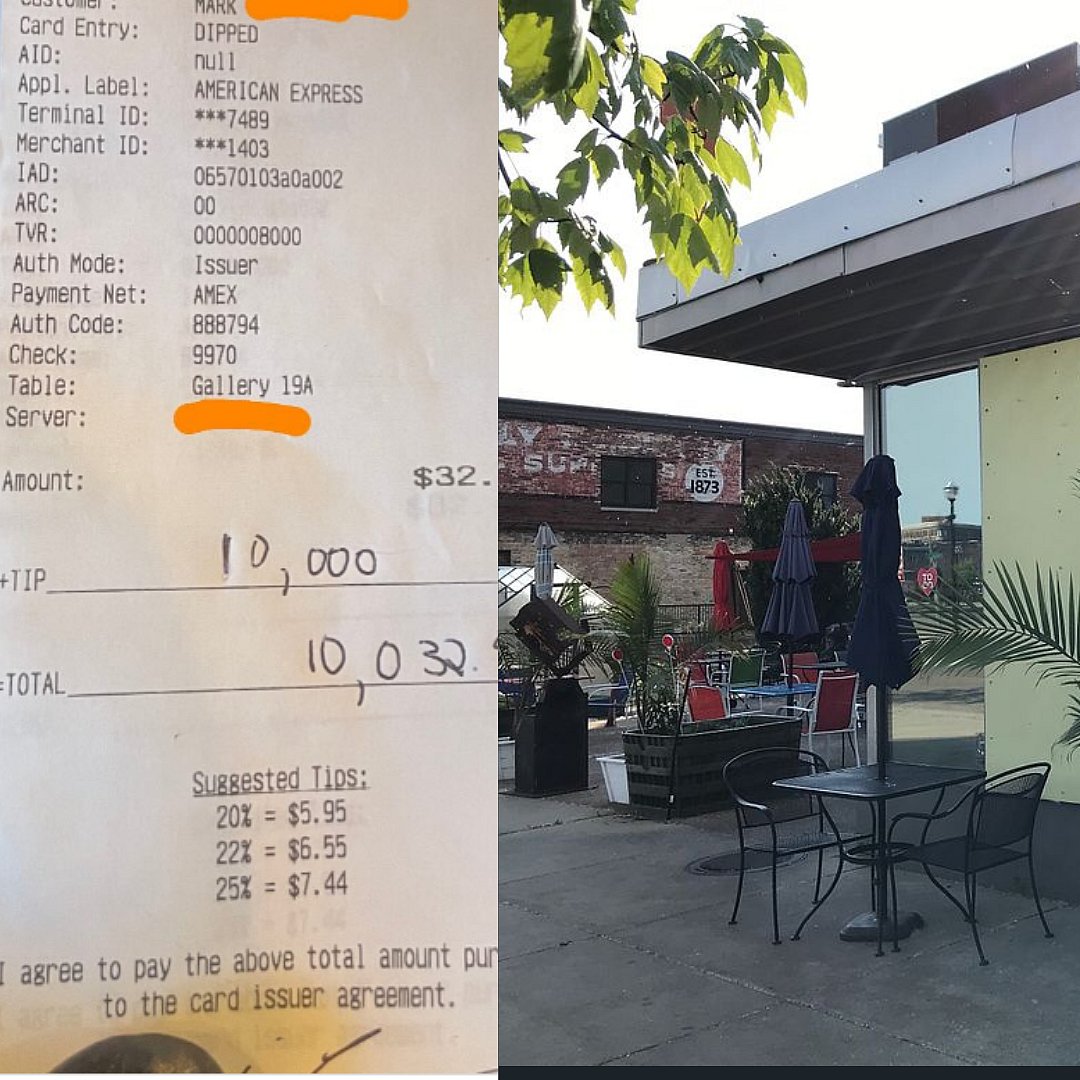 Customer: MARK
Card Entry: DIPPED
AID: null
Appl. Label: AMERICAN EXPRESS
Terminal ID: ***7489
Merchant ID: ***1403
IAD: 06570103a0a002
ARC: 00
TVR: 0000008000
Auth Mode: Issuer
Payment Net: AMEX
Auth Code: 888794
Check: 9970
Table: Gallery 19A
Server:
Amount: $32.
+TIP 10,000
=TOTAL 10,032.
Suggested Tips:
20% = $5.95
22% = $6.55
25% = $7.44
I agree to pay the above total amount pur
to the card issuer agreement.
EST.
1873
TO